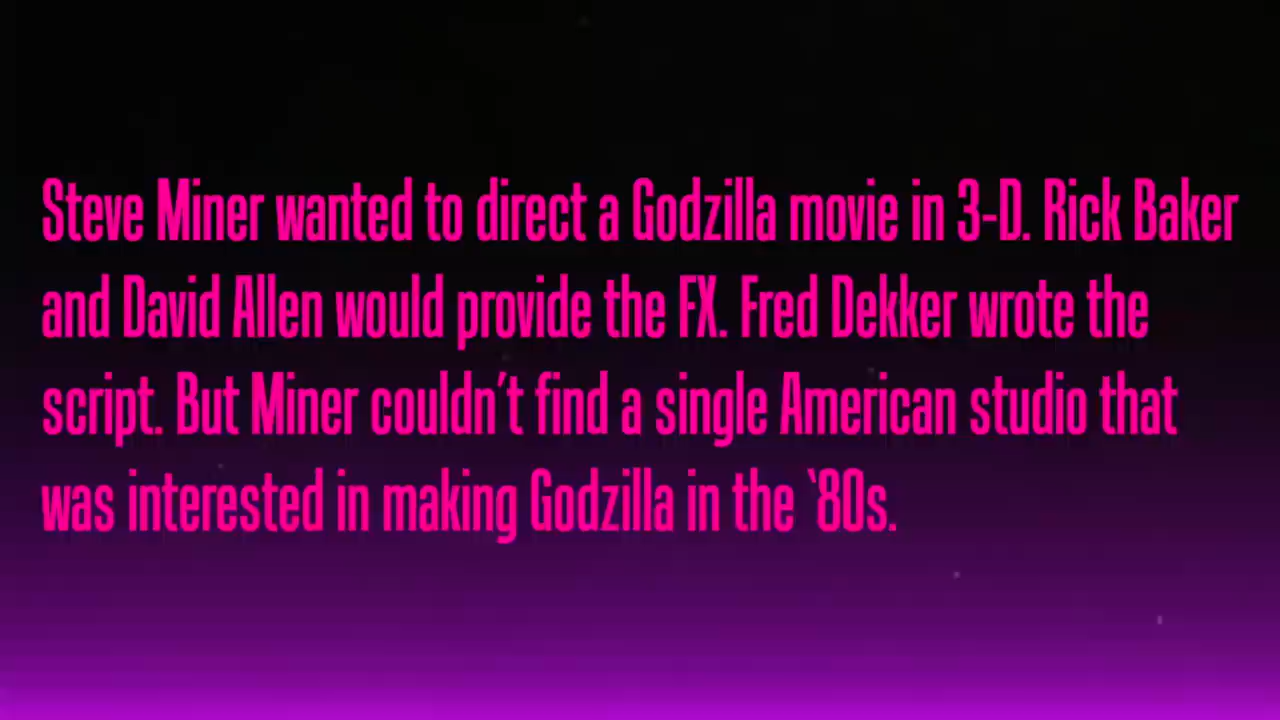 Steve Miner wanted to direct a Godzilla movie in 3-D. Rick Baker
and David Allen would provide the FX. Fred Dekker wrote the
script. But Miner couldn't find a single American studio that
was interested in making Godzilla in the `80s.